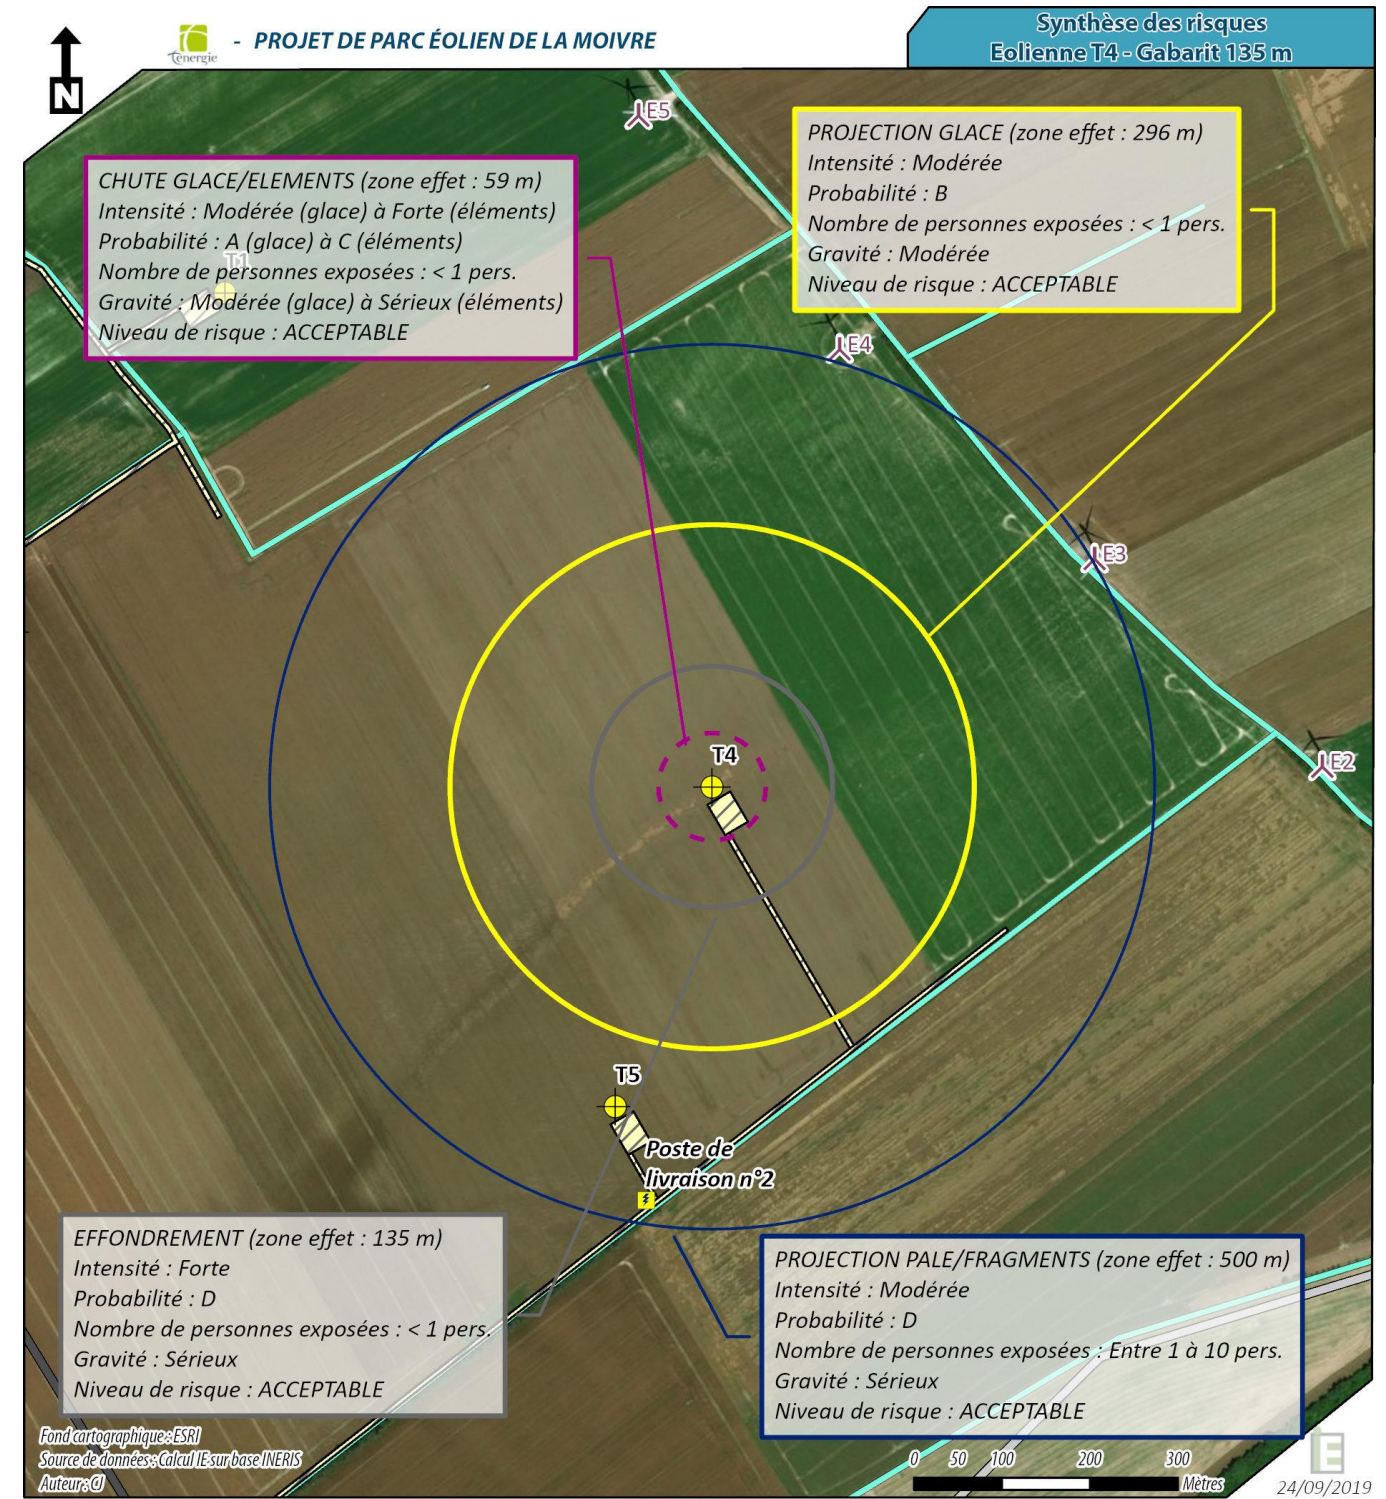 N
Ténergie
- PROJET DE PARC ÉOLIEN DE LA MOIVRE
Synthèse des risques
Eolienne T4 - Gabarit 135 m
E5
CHUTE GLACE/ELEMENTS (zone effet : 59 m)
Intensité : Modérée (glace) à Forte (éléments)
Probabilité : A (glace) à C (éléments)
Nombre de personnes exposées : < 1 pers.
Gravité : Modérée (glace) à Sérieux (éléments)
Niveau de risque : ACCEPTABLE
T1
PROJECTION GLACE (zone effet : 296 m)
Intensité : Modérée
Probabilité : B
Nombre de personnes exposées : < 1 pers.
Gravité : Modérée
Niveau de risque : ACCEPTABLE
E4
E3
T4
E2
T5
Poste de
livraison n°2
EFFONDREMENT (zone effet : 135 m)
Intensité : Forte
Probabilité : D
Nombre de personnes exposées : < 1 pers.
Gravité : Sérieux
Niveau de risque : ACCEPTABLE
PROJECTION PALE/FRAGMENTS (zone effet : 500 m)
Intensité : Modérée
Probabilité : D
Nombre de personnes exposées : Entre 1 à 10 pers.
Gravité : Sérieux
Niveau de risque : ACCEPTABLE
Fond cartographique : ESRI
Source de données : Calcul IE sur base INERIS
Auteur : CJ
0 50 100 200 300
Mètres
IE
24/09/2019